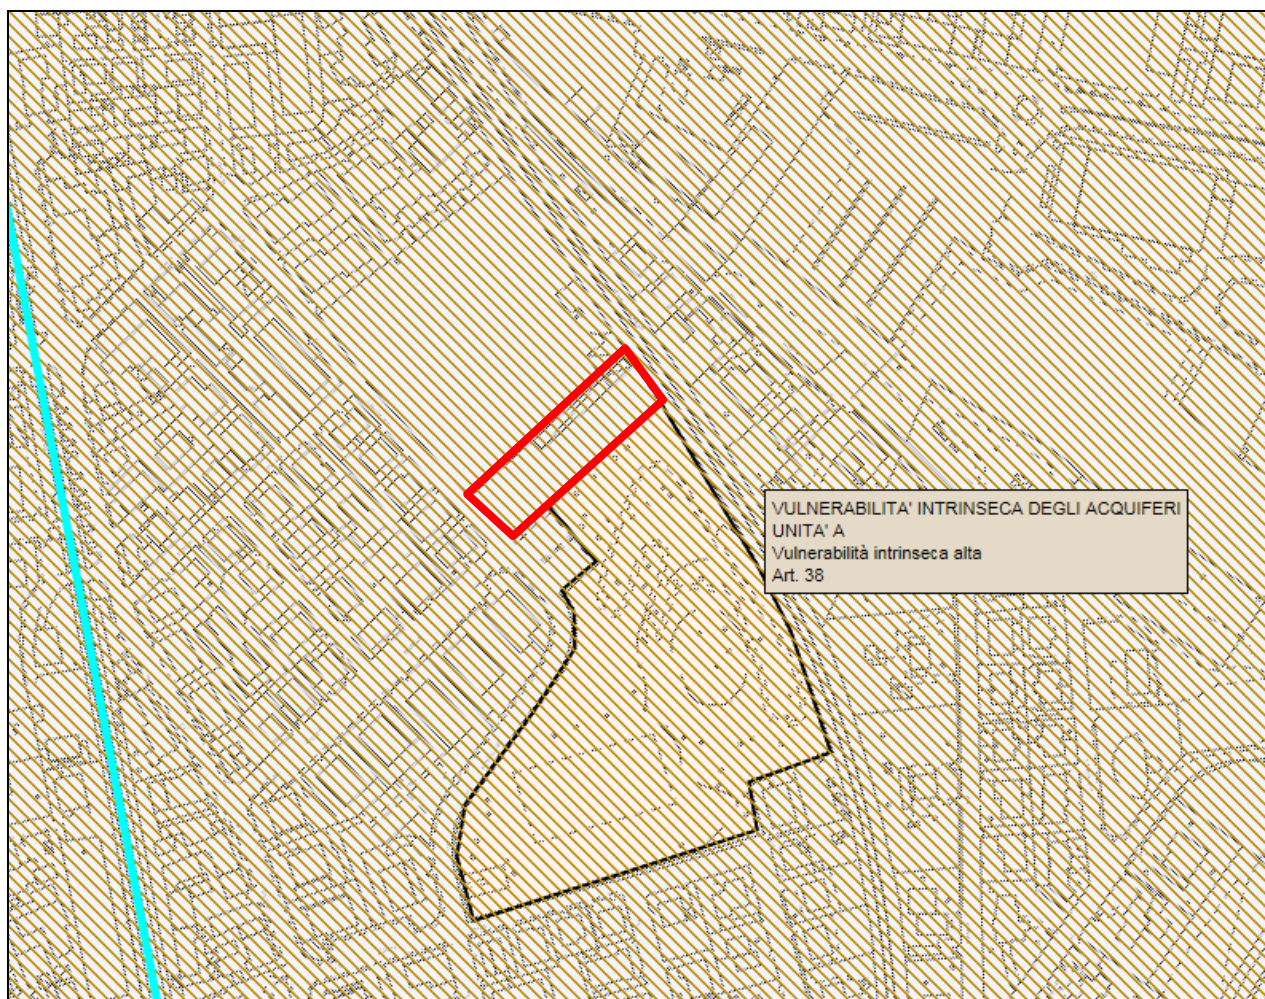 VULNERABILITA' INTRINSECA DEGLI ACQUIFERI
UNITA' A
Vulnerabilità intrinseca alta
Art. 38